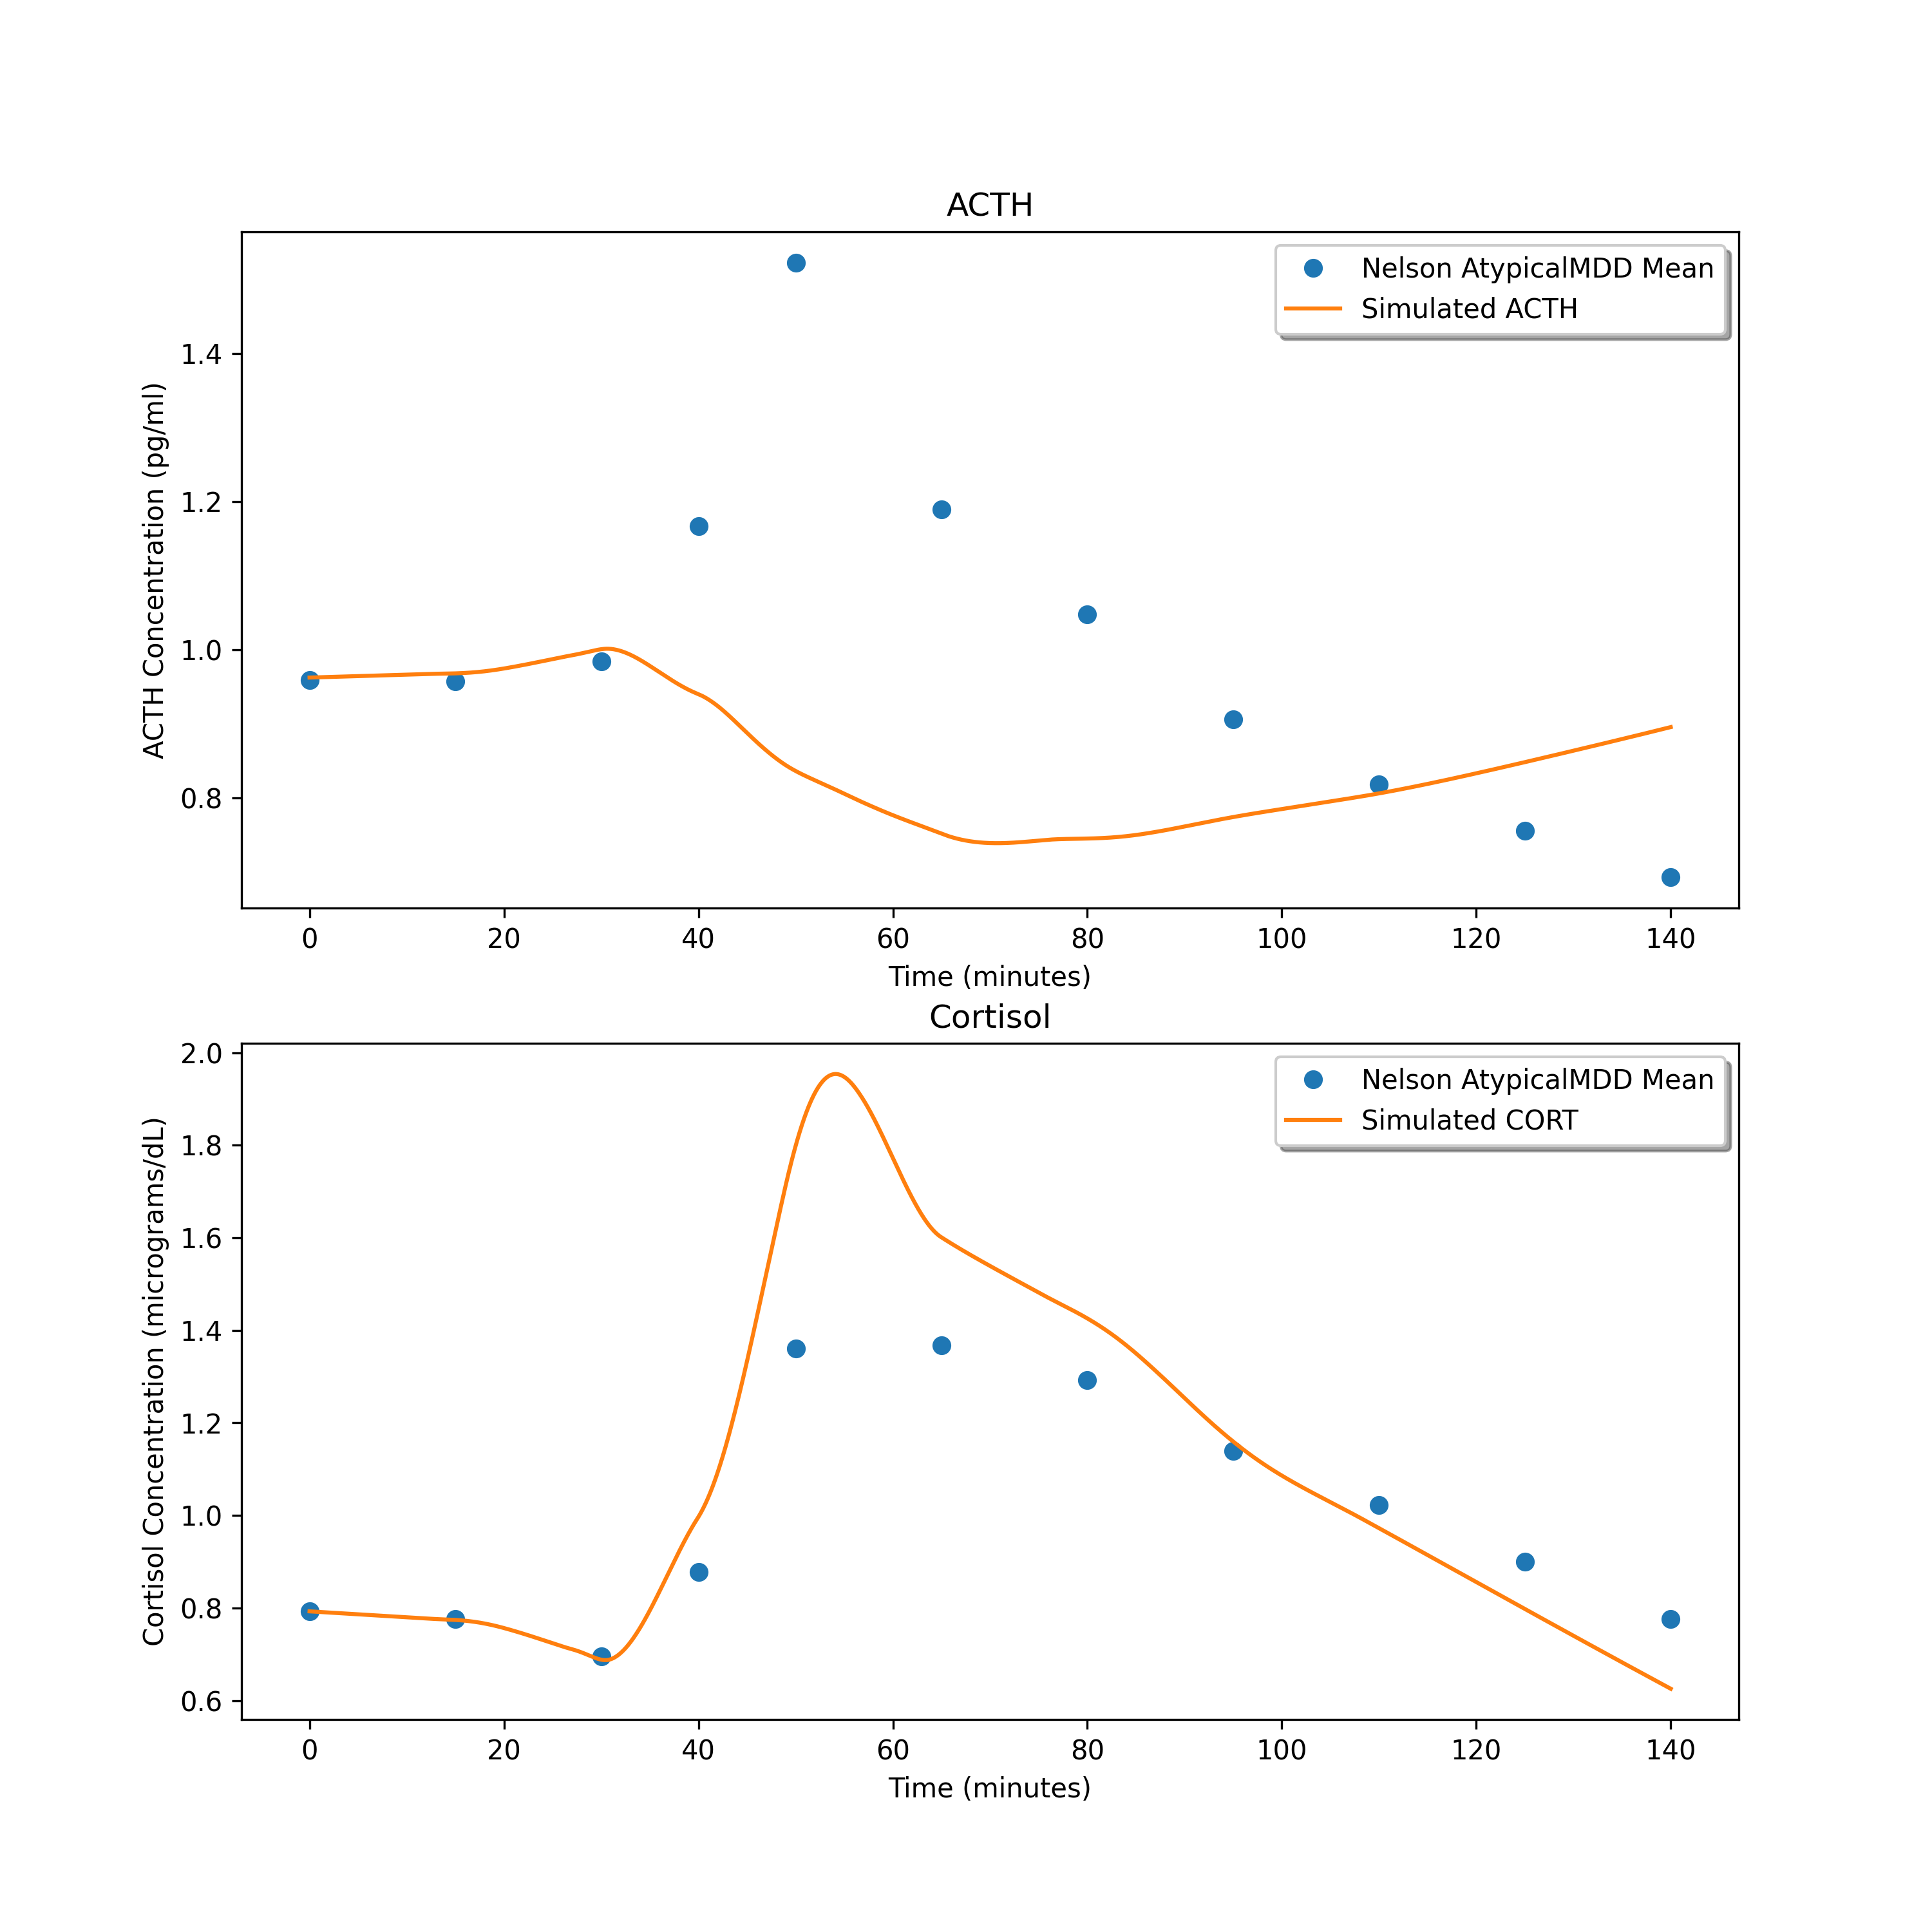 ACTH
Nelson AtypicalMDD Mean
Simulated ACTH
ACTH Concentration (pg/ml)
1.4
1.2
1.0
0.8
0 20 40 60 80 100 120 140
Time (minutes)
Cortisol
Nelson AtypicalMDD Mean
Simulated CORT
Cortisol Concentration (micrograms/dL)
2.0
1.8
1.6
1.4
1.2
1.0
0.8
0.6
0 20 40 60 80 100 120 140
Time (minutes)